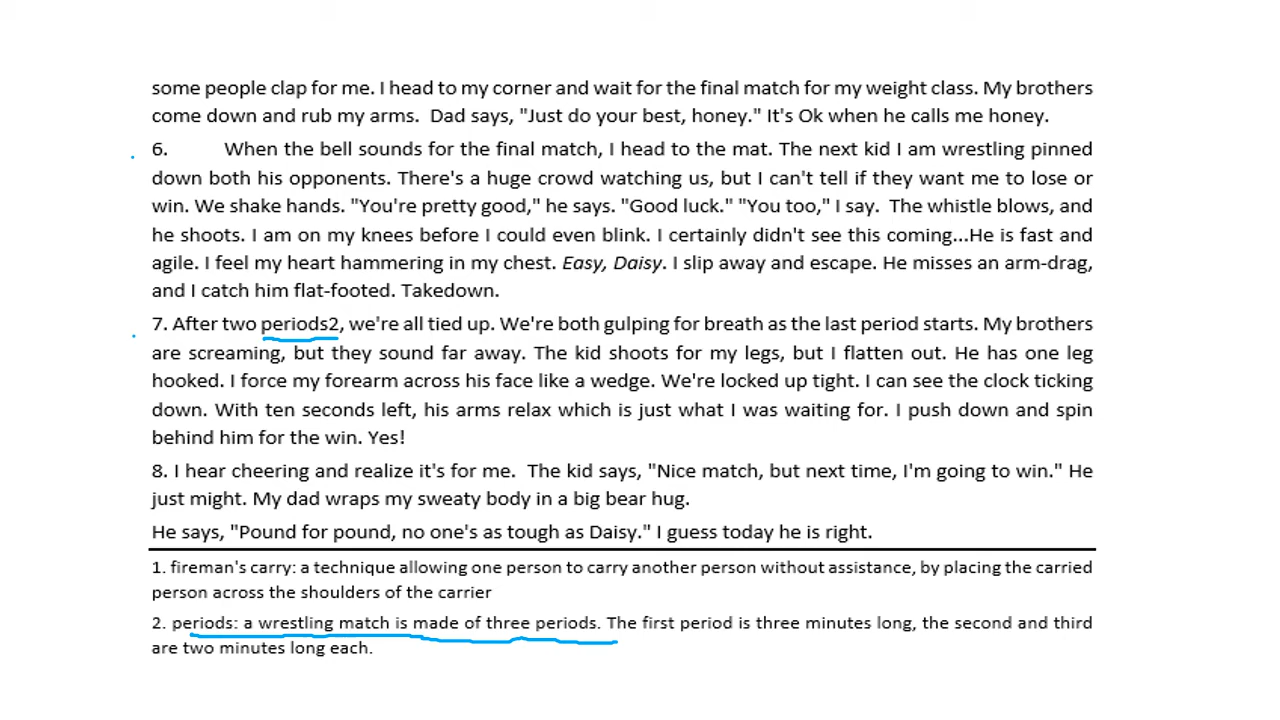 some people clap for me. I head to my corner and wait for the final match for my weight class. My brothers
come down and rub my arms.  Dad says, "Just do your best, honey." It's Ok when he calls me honey.
6. When the bell sounds for the final match, I head to the mat. The next kid I am wrestling pinned
down both his opponents. There's a huge crowd watching us, but I can't tell if they want me to lose or
win. We shake hands. "You're pretty good," he says. "Good luck." "You too," I say.  The whistle blows, and
he shoots. I am on my knees before I could even blink. I certainly didn't see this coming...He is fast and
agile. I feel my heart hammering in my chest. Easy, Daisy. I slip away and escape. He misses an arm-drag,
and I catch him flat-footed. Takedown.
7. After two periods2, we're all tied up. We're both gulping for breath as the last period starts. My brothers
are screaming, but they sound far away. The kid shoots for my legs, but I flatten out. He has one leg
hooked. I force my forearm across his face like a wedge. We're locked up tight. I can see the clock ticking
down. With ten seconds left, his arms relax which is just what I was waiting for. I push down and spin
behind him for the win. Yes!
8. I hear cheering and realize it's for me.  The kid says, "Nice match, but next time, I'm going to win." He
just might. My dad wraps my sweaty body in a big bear hug.
He says, "Pound for pound, no one's as tough as Daisy." I guess today he is right.
1. fireman's carry: a technique allowing one person to carry another person without assistance, by placing the carried
person across the shoulders of the carrier
2. periods: a wrestling match is made of three periods. The first period is three minutes long, the second and third
are two minutes long each.